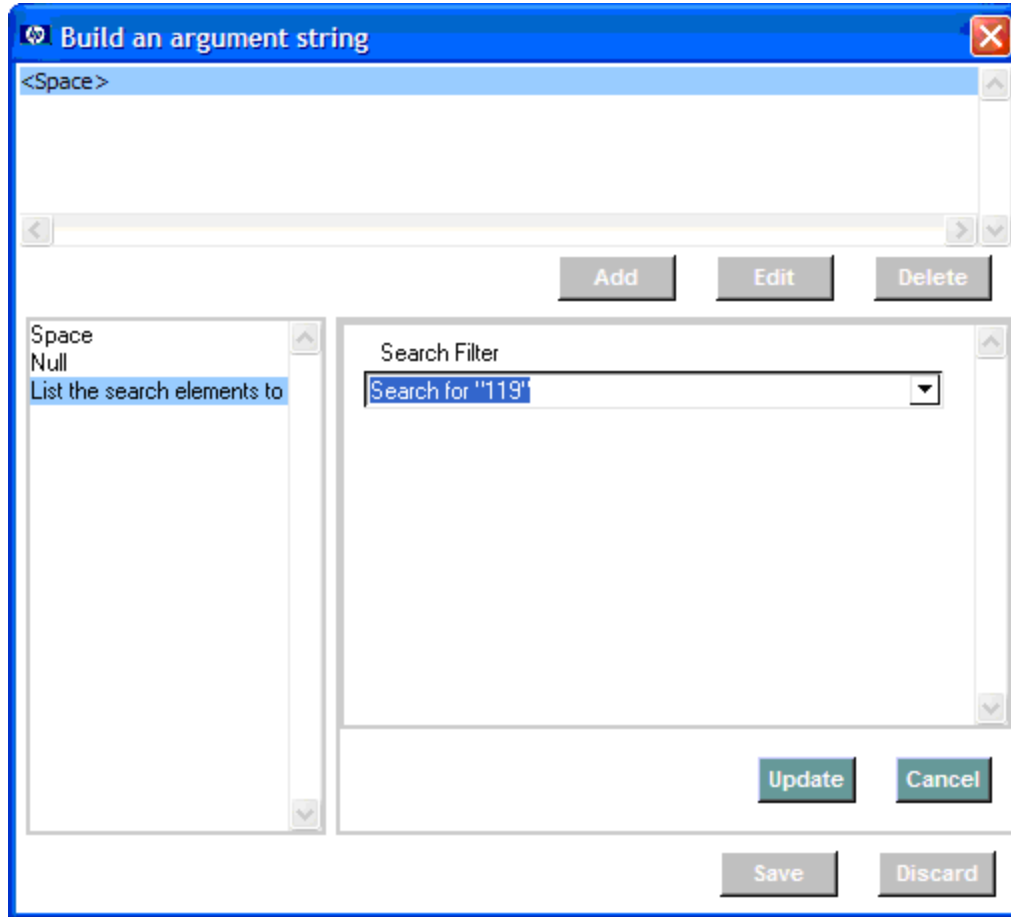 Build an argument string
<Space>
Add Edit Delete
Space
Null
List the search elements to
Search Filter
Search for "119"
Update Cancel
Save Discard